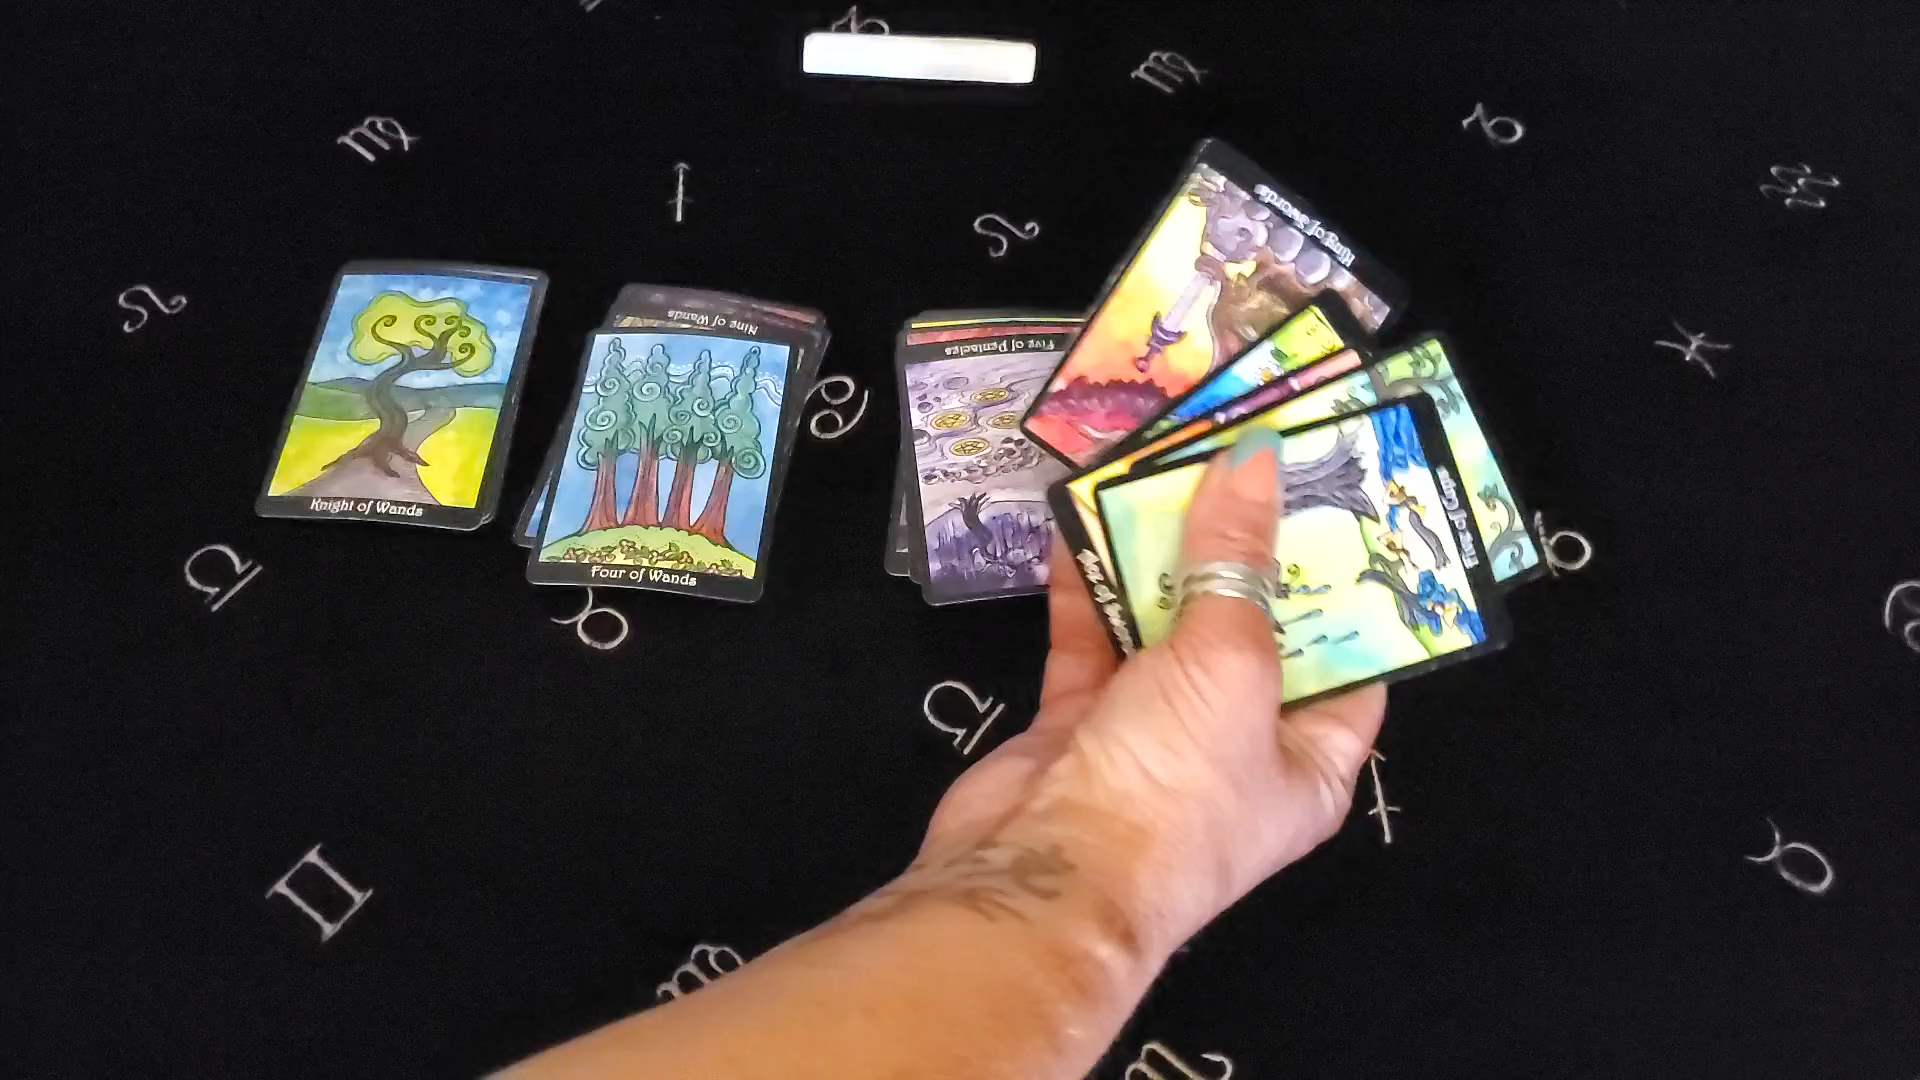 King of Swords
Nine of Wands
Five of Pentacles
Knight of Wands
Four of Wands